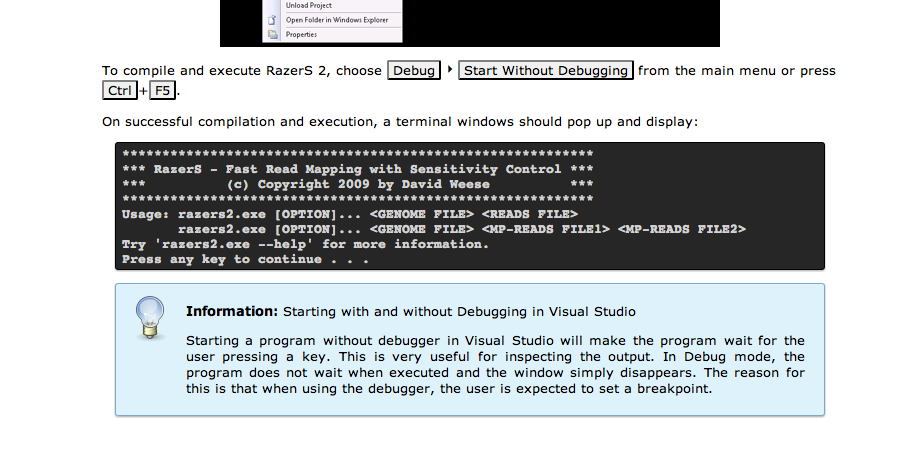 Unload Project
Open Folder in Windows Explorer
Properties
To compile and execute RazerS 2, choose Debug ‣ Start Without Debugging from the main menu or press
Ctrl+F5.
On successful compilation and execution, a terminal windows should pop up and display:
***********************************************************
*** RazerS - Fast Read Mapping with Sensitivity Control ***
***          (c) Copyright 2009 by David Weese          ***
***********************************************************
Usage: razers2.exe [OPTION]... <GENOME FILE> <READS FILE>
       razers2.exe [OPTION]... <GENOME FILE> <MP-READS FILE1> <MP-READS FILE2>
Try 'razers2.exe --help' for more information.
Press any key to continue . . .
Information: Starting with and without Debugging in Visual Studio
Starting a program without debugger in Visual Studio will make the program wait for the
user pressing a key. This is very useful for inspecting the output. In Debug mode, the
program does not wait when executed and the window simply disappears. The reason for
this is that when using the debugger, the user is expected to set a breakpoint.